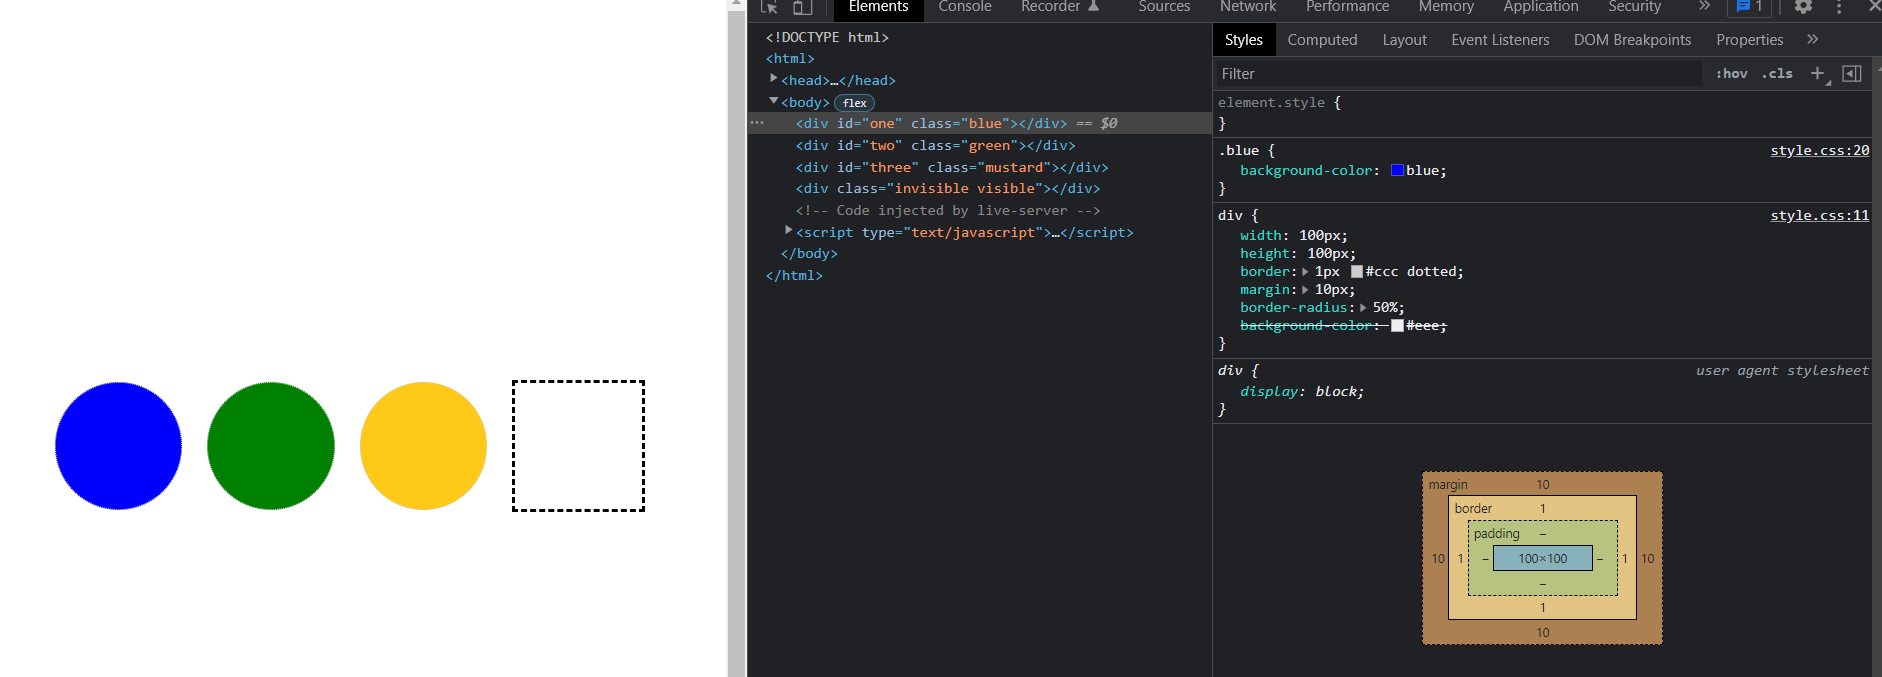 Elements Console Recorder Sources Network Performance Memory Application Security » 1
<!DOCTYPE html>
<html>
<head>…</head>
<body> flex
<div id="one" class="blue"></div> == $0
<div id="two" class="green"></div>
<div id="three" class="mustard"></div>
<div class="invisible visible"></div>
<!-- Code injected by live-server -->
<script type="text/javascript">…</script>
</body>
</html>
Styles Computed Layout Event Listeners DOM Breakpoints Properties »
Filter :hov .cls +
element.style {
}
.blue { style.css:20
background-color: blue;
}
div { style.css:11
width: 100px;
height: 100px;
border: 1px #ccc dotted;
margin: 10px;
border-radius: 50%;
background-color: #eee;
}
div { user agent stylesheet
display: block;
}
margin 10
border 1
padding –
10 1 – 100×100 – 1 10
–
1
10